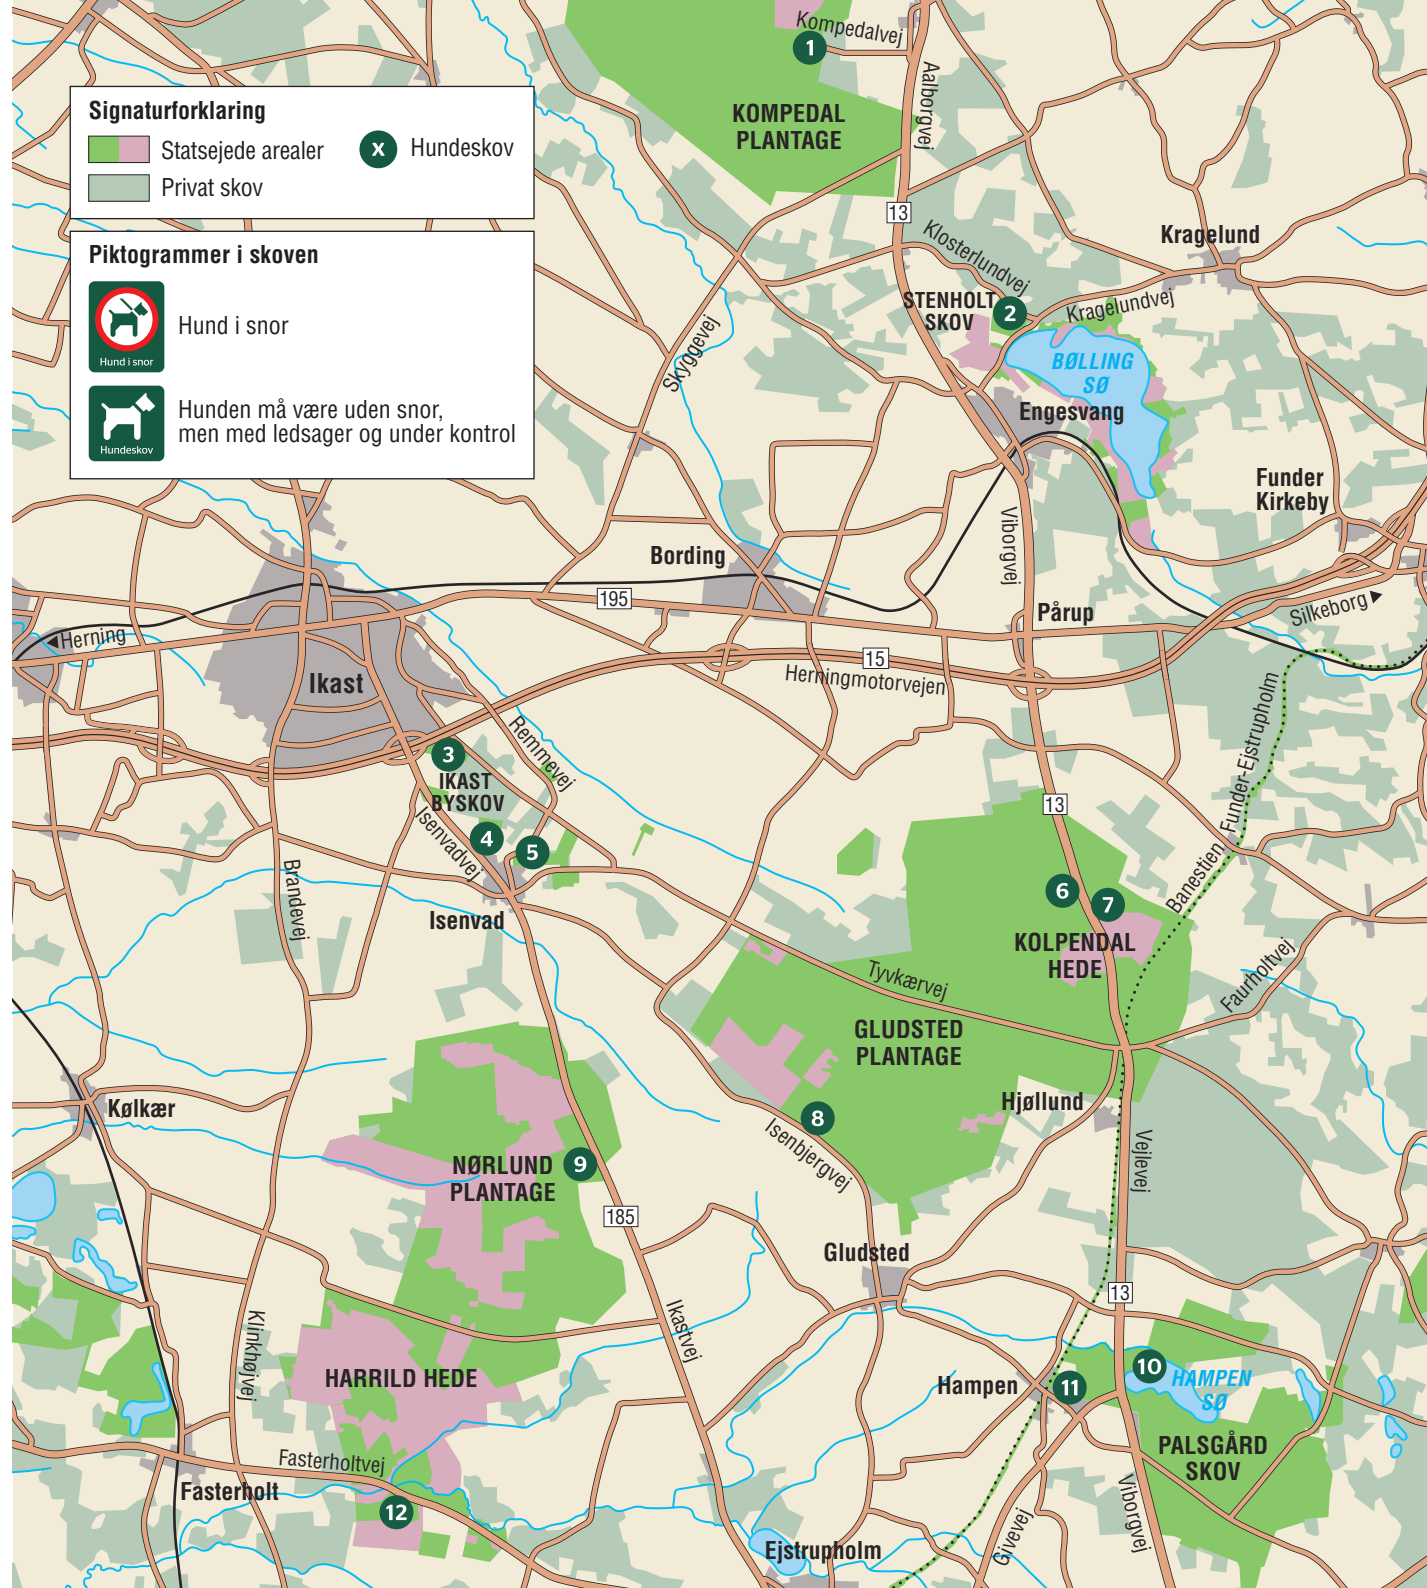 Signaturforklaring
Statsejede arealer
x Hundeskov
Privat skov
Piktogrammer i skoven
Hund i snor
Hund i snor
Hundeskov
Hunden må være uden snor,
men med ledsager og under kontrol
Kompedalvej
1
KOMPEDAL
PLANTAGE
Aalborgvej
13
Klosterlundvej
Kragelund
STENHOLT
SKOV
2
Kragelundvej
BØLLING
SØ
Skyggevej
Engesvang
Funder
Kirkeby
Viborgvej
Bording
195
Pårup
Silkeborg
Herning
15
Herningmotorvejen
Ikast
Remmevej
3
IKAST
BYSKOV
Isenvadvej
4
5
Banestien Funder-Ejstrupholm
13
Brandevej
Isenvad
6
7
KOLPENDAL
HEDE
Tyvkærvej
Faurholtvej
GLUDSTED
PLANTAGE
Kølkær
Hjøllund
8
Isenbjergvej
Vejlevej
NØRLUND
PLANTAGE
9
185
Gludsted
13
Klinkhøjvej
Ikastvej
HARRILD HEDE
Hampen
11
10
HAMPEN
SØ
PALSGÅRD
SKOV
Fasterholtvej
Fasterholt
12
Viborgvej
Givevej
Ejstrupholm